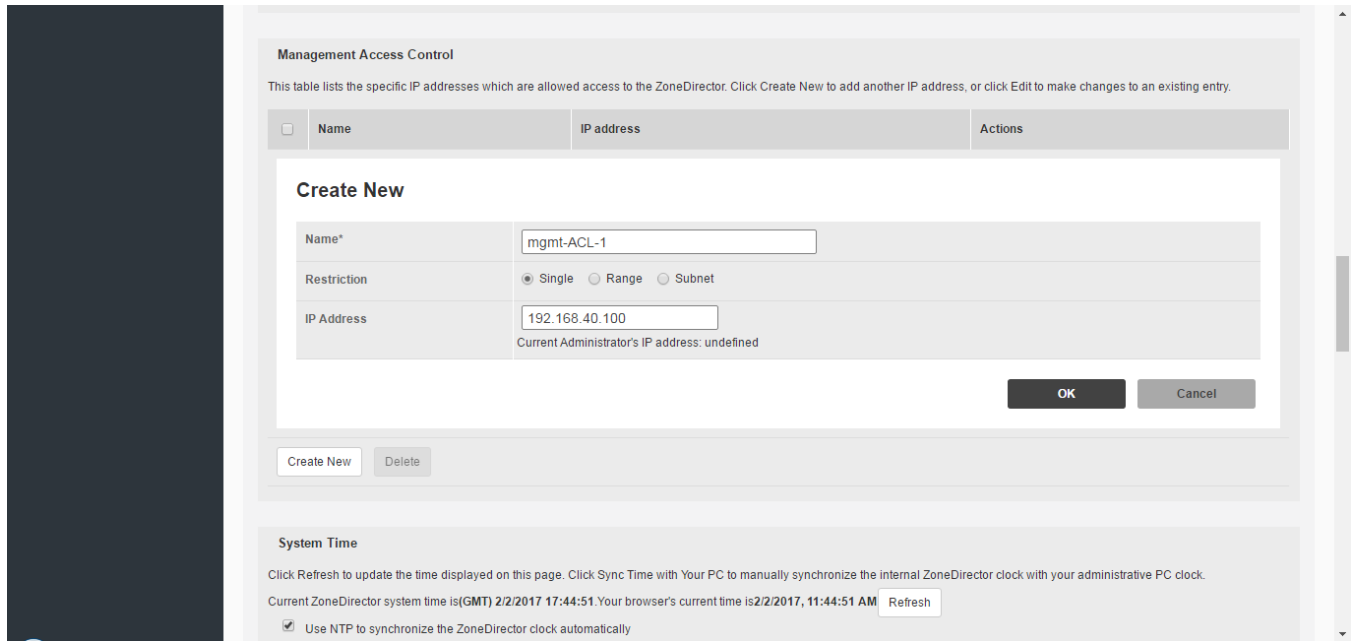 Management Access Control
This table lists the specific IP addresses which are allowed access to the ZoneDirector. Click Create New to add another IP address, or click Edit to make changes to an existing entry.
Name IP address Actions
Create New
Name* mgmt-ACL-1
Restriction Single Range Subnet
IP Address 192.168.40.100
Current Administrator's IP address: undefined
OK Cancel
Create New Delete
System Time
Click Refresh to update the time displayed on this page. Click Sync Time with Your PC to manually synchronize the internal ZoneDirector clock with your administrative PC clock.
Current ZoneDirector system time is(GMT) 2/2/2017 17:44:51.Your browser's current time is2/2/2017, 11:44:51 AM Refresh
Use NTP to synchronize the ZoneDirector clock automatically